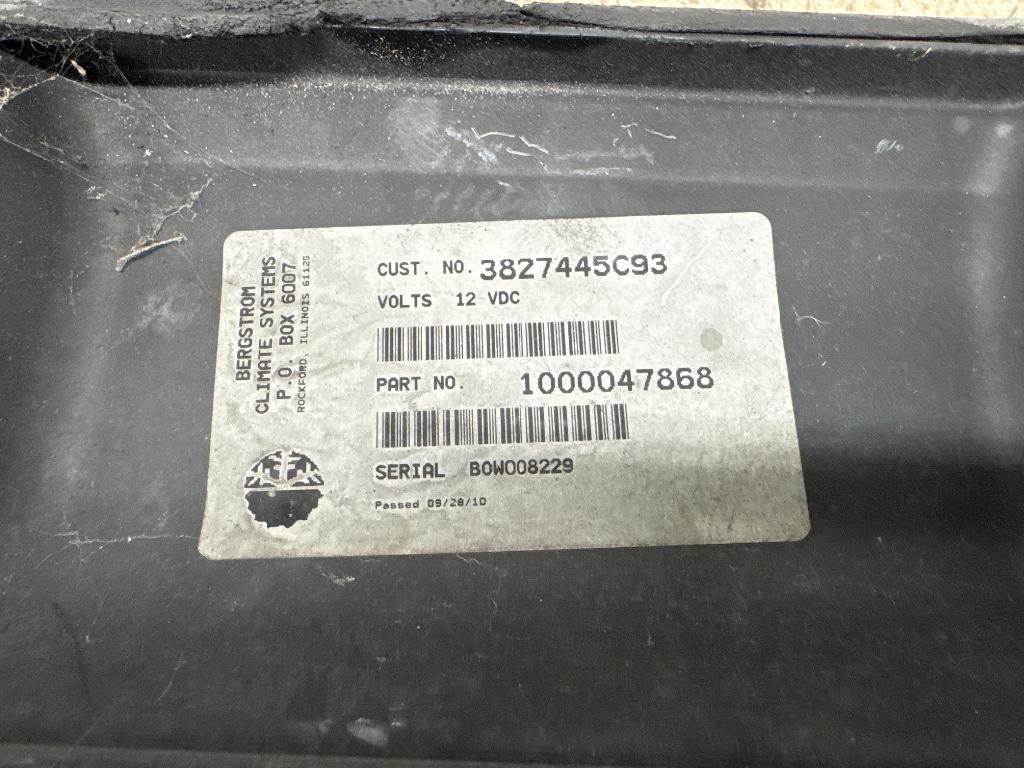 BERGSTROM
CLIMATE SYSTEMS
P.O. BOX 6007
ROCKFORD, ILLINOIS 61125
CUST. NO. 3827445C93
VOLTS 12 VDC
PART NO. 1000047868
SERIAL BOW008229
Passed 09/28/10